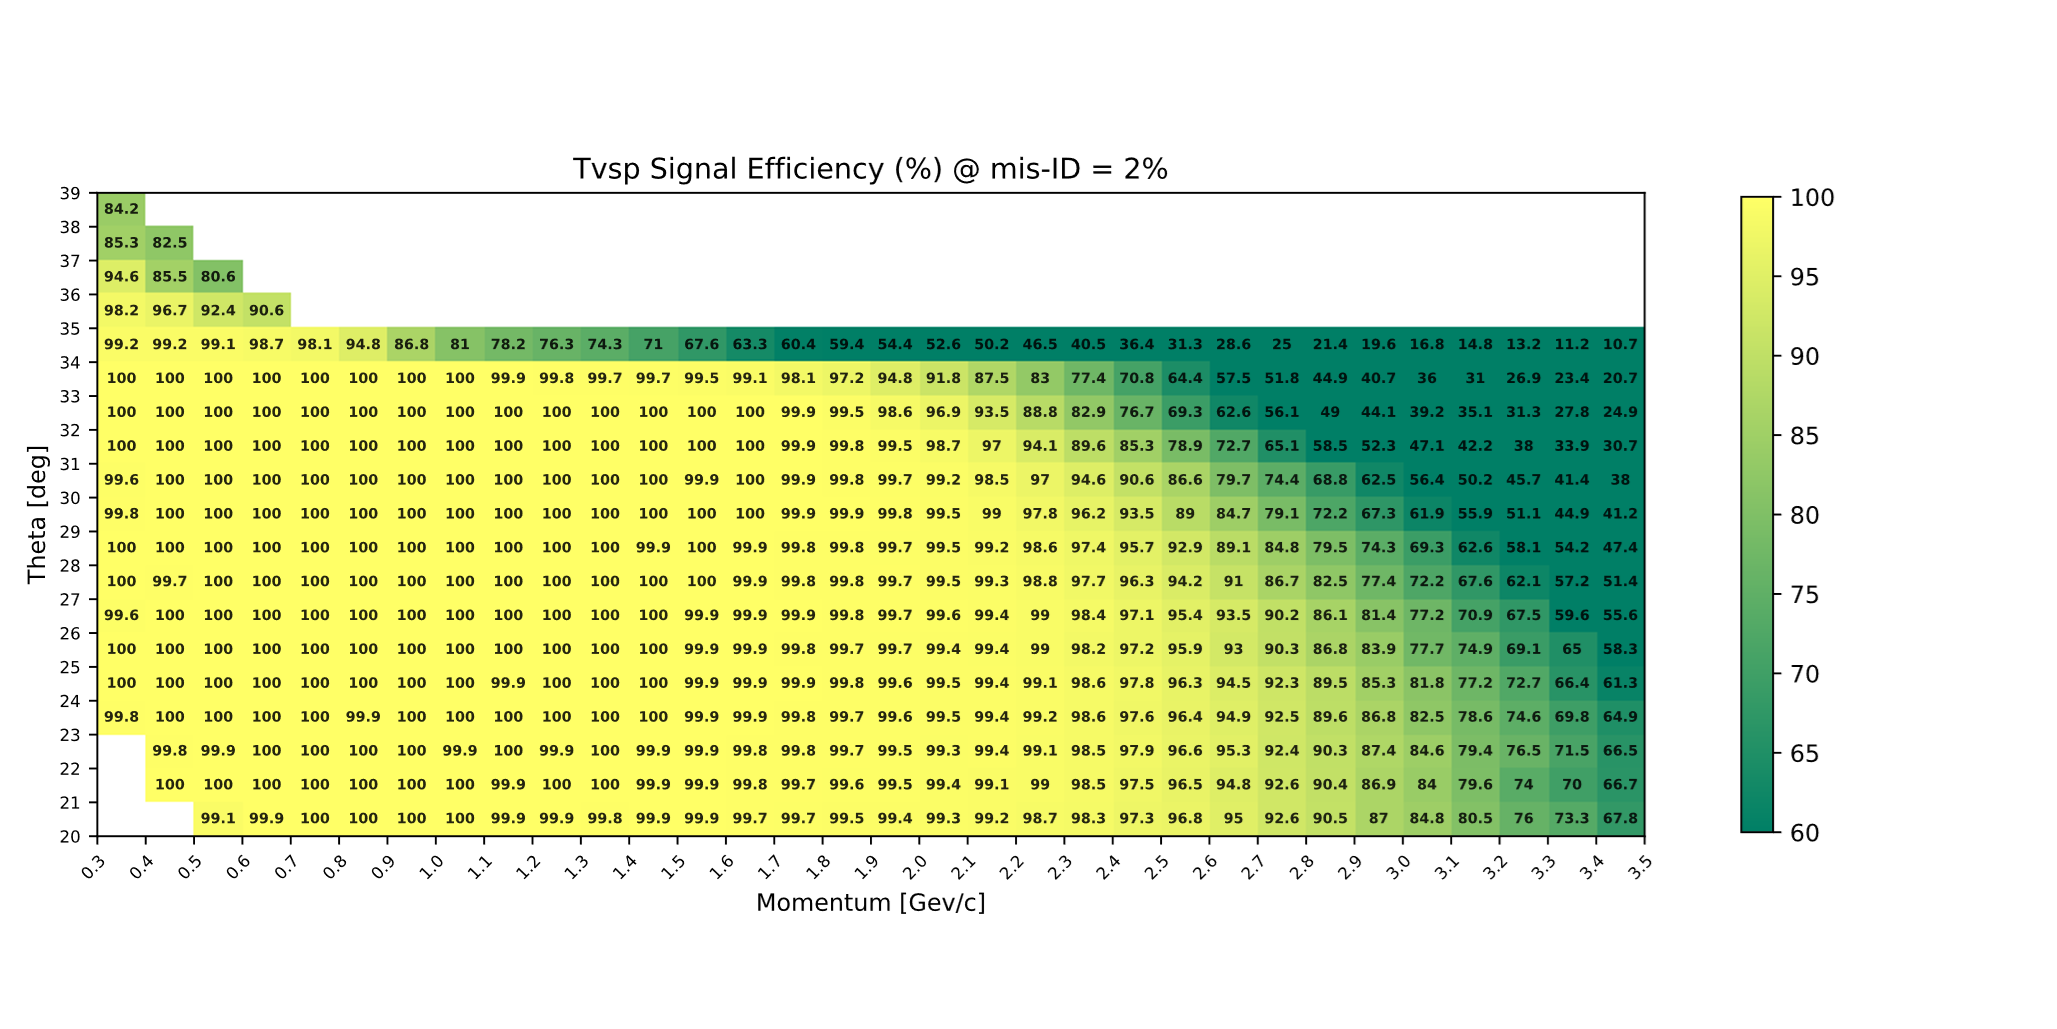 Tvsp Signal Efficiency (%) @ mis-ID = 2%
39
84.2
38
85.3 82.5
37
94.6 85.5 80.6
36
98.2 96.7 92.4 90.6
35
99.2 99.2 99.1 98.7 98.1 94.8 86.8 81 78.2 76.3 74.3 71 67.6 63.3 60.4 59.4 54.4 52.6 50.2 46.5 40.5 36.4 31.3 28.6 25 21.4 19.6 16.8 14.8 13.2 11.2 10.7
34
100 100 100 100 100 100 100 100 99.9 99.8 99.7 99.7 99.5 99.1 98.1 97.2 94.8 91.8 87.5 83 77.4 70.8 64.4 57.5 51.8 44.9 40.7 36 31 26.9 23.4 20.7
33
100 100 100 100 100 100 100 100 100 100 100 100 100 100 99.9 99.5 98.6 96.9 93.5 88.8 82.9 76.7 69.3 62.6 56.1 49 44.1 39.2 35.1 31.3 27.8 24.9
32
100 100 100 100 100 100 100 100 100 100 100 100 100 100 99.9 99.8 99.5 98.7 97 94.1 89.6 85.3 78.9 72.7 65.1 58.5 52.3 47.1 42.2 38 33.9 30.7
31
99.6 100 100 100 100 100 100 100 100 100 100 100 99.9 100 99.9 99.8 99.7 99.2 98.5 97 94.6 90.6 86.6 79.7 74.4 68.8 62.5 56.4 50.2 45.7 41.4 38
30
99.8 100 100 100 100 100 100 100 100 100 100 100 100 100 99.9 99.9 99.8 99.5 99 97.8 96.2 93.5 89 84.7 79.1 72.2 67.3 61.9 55.9 51.1 44.9 41.2
29
100 100 100 100 100 100 100 100 100 100 100 99.9 100 99.9 99.8 99.8 99.7 99.5 99.2 98.6 97.4 95.7 92.9 89.1 84.8 79.5 74.3 69.3 62.6 58.1 54.2 47.4
28
100 99.7 100 100 100 100 100 100 100 100 100 100 100 99.9 99.8 99.8 99.7 99.5 99.3 98.8 97.7 96.3 94.2 91 86.7 82.5 77.4 72.2 67.6 62.1 57.2 51.4
27
99.6 100 100 100 100 100 100 100 100 100 100 100 99.9 99.9 99.9 99.8 99.7 99.6 99.4 99 98.4 97.1 95.4 93.5 90.2 86.1 81.4 77.2 70.9 67.5 59.6 55.6
26
100 100 100 100 100 100 100 100 100 100 100 100 99.9 99.9 99.8 99.7 99.7 99.4 99.4 99 98.2 97.2 95.9 93 90.3 86.8 83.9 77.7 74.9 69.1 65 58.3
25
100 100 100 100 100 100 100 100 99.9 100 100 100 99.9 99.9 99.9 99.8 99.6 99.5 99.4 99.1 98.6 97.8 96.3 94.5 92.3 89.5 85.3 81.8 77.2 72.7 66.4 61.3
24
99.8 100 100 100 100 99.9 100 100 100 100 100 100 99.9 99.9 99.8 99.7 99.6 99.5 99.4 99.2 98.6 97.6 96.4 94.9 92.5 89.6 86.8 82.5 78.6 74.6 69.8 64.9
23
99.8 99.9 100 100 100 100 99.9 100 99.9 100 99.9 99.9 99.8 99.8 99.7 99.5 99.3 99.4 99.1 98.5 97.9 96.6 95.3 92.4 90.3 87.4 84.6 79.4 76.5 71.5 66.5
22
100 100 100 100 100 100 100 99.9 100 100 99.9 99.9 99.8 99.7 99.6 99.5 99.4 99.1 99 98.5 97.5 96.5 94.8 92.6 90.4 86.9 84 79.6 74 70 66.7
21
99.1 99.9 100 100 100 100 99.9 99.9 99.8 99.9 99.9 99.7 99.7 99.5 99.4 99.3 99.2 98.7 98.3 97.3 96.8 95 92.6 90.5 87 84.8 80.5 76 73.3 67.8
20
0.3 0.4 0.5 0.6 0.7 0.8 0.9 1.0 1.1 1.2 1.3 1.4 1.5 1.6 1.7 1.8 1.9 2.0 2.1 2.2 2.3 2.4 2.5 2.6 2.7 2.8 2.9 3.0 3.1 3.2 3.3 3.4 3.5
Momentum [Gev/c]
Theta [deg]
100
95
90
85
80
75
70
65
60